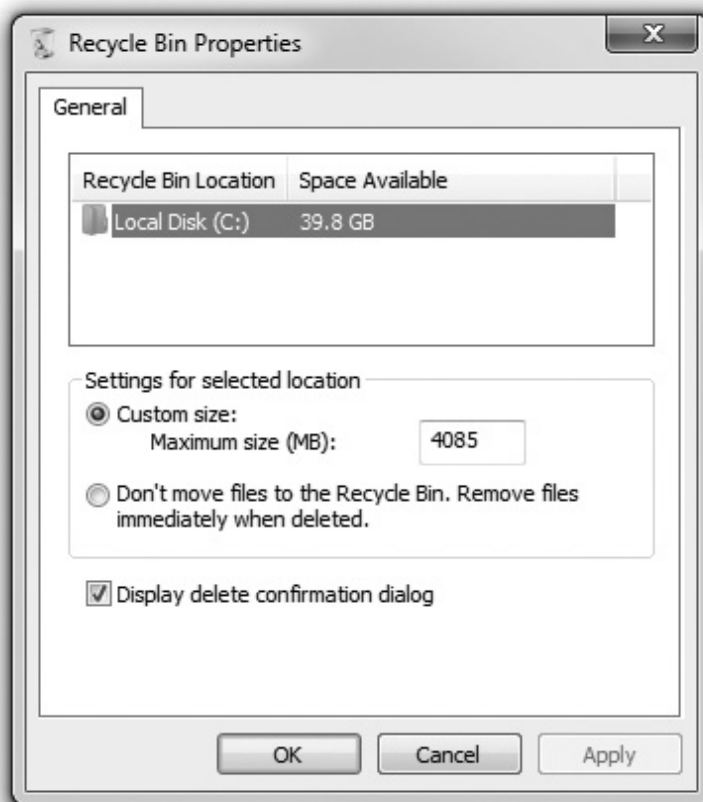 Recycle Bin Properties
General
Recycle Bin Location Space Available
Local Disk (C:) 39.8 GB
Settings for selected location
Custom size:
Maximum size (MB): 4085
Don't move files to the Recycle Bin. Remove files
immediately when deleted.
Display delete confirmation dialog
OK Cancel Apply